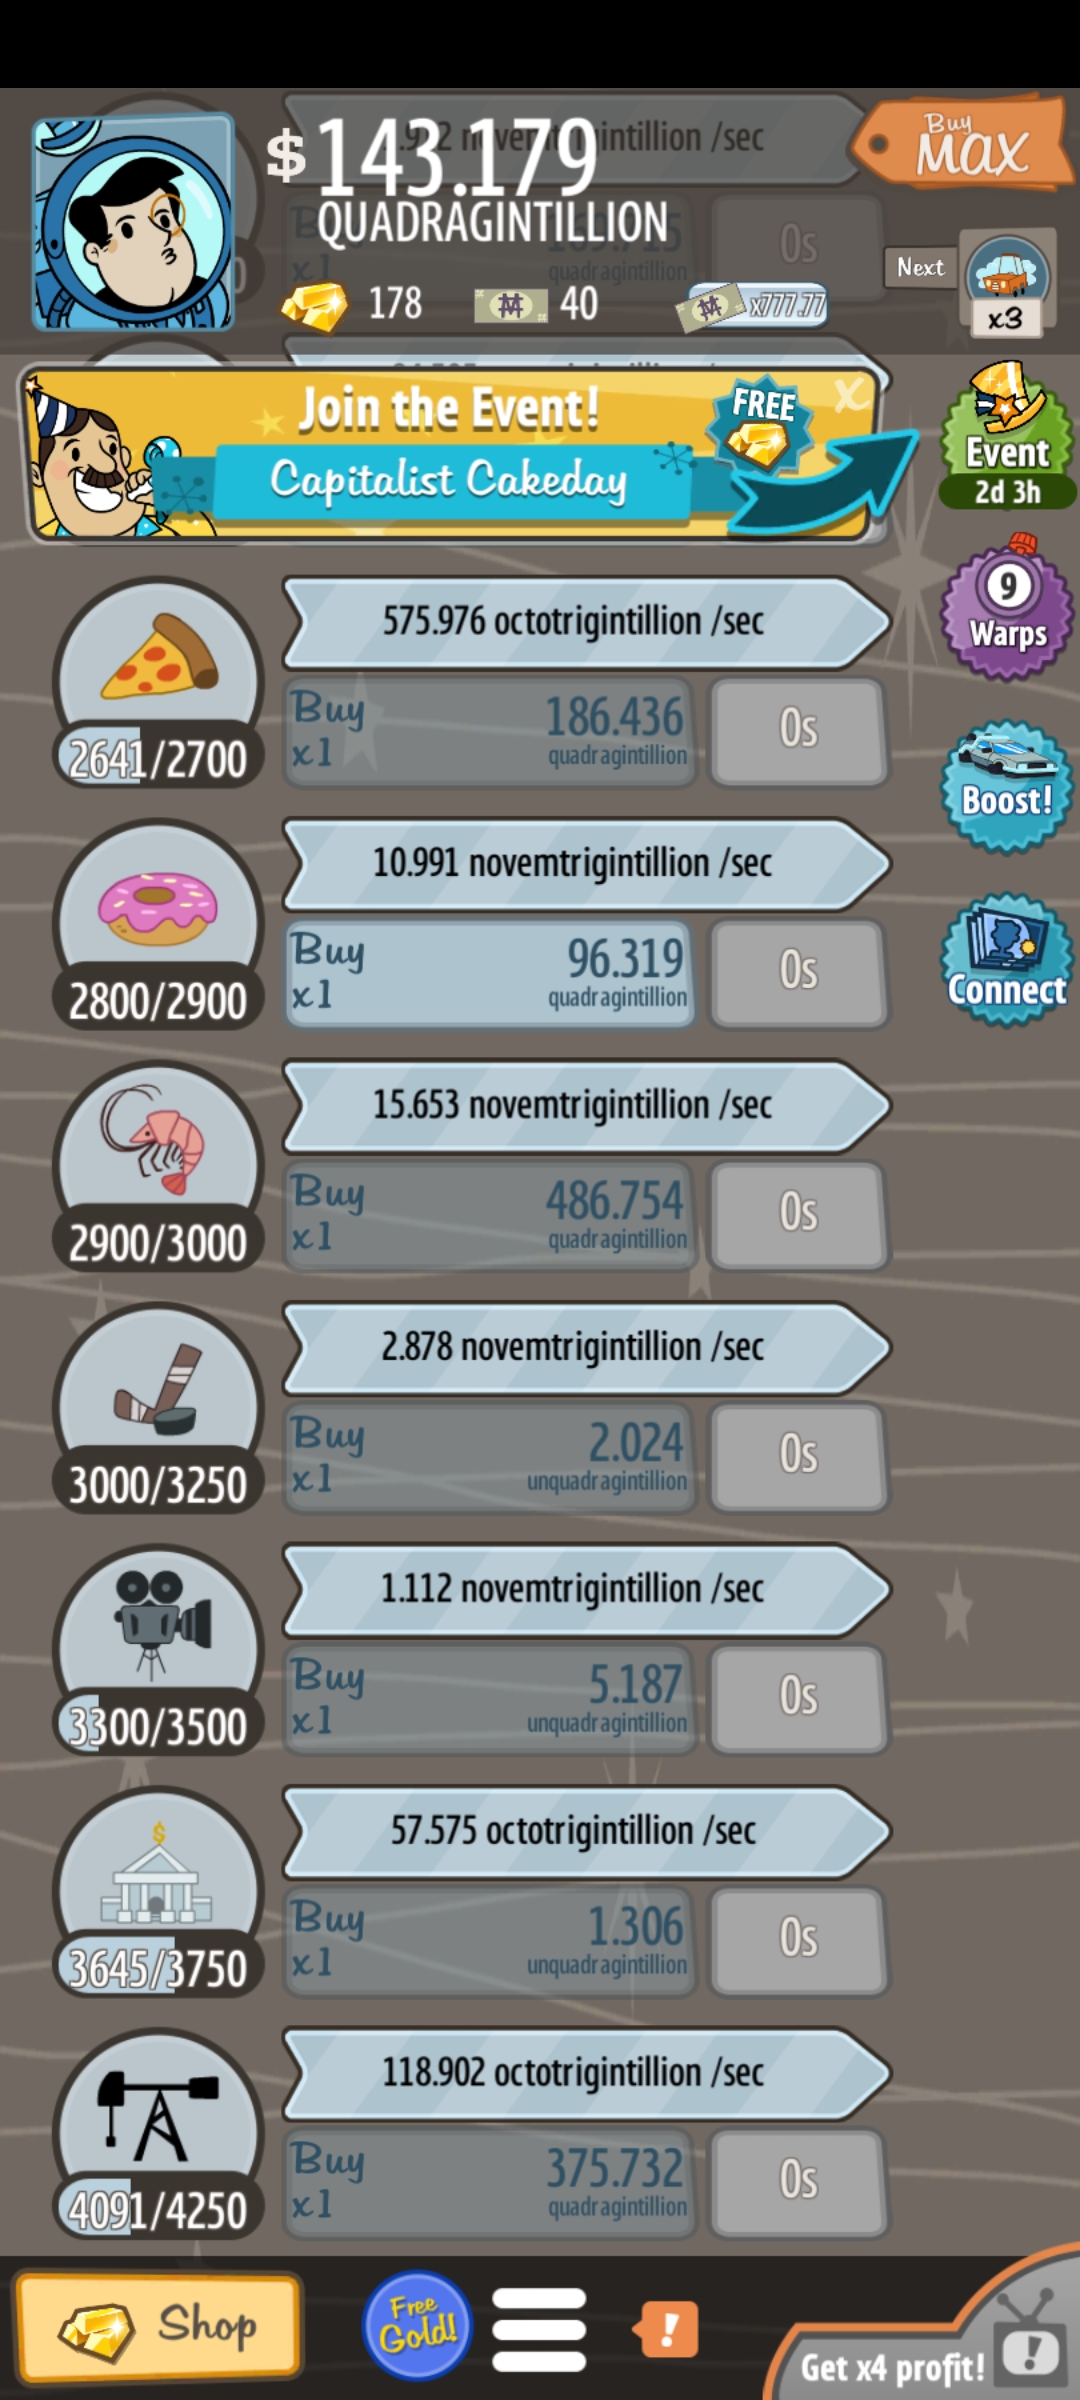 .912 novemtrigintillion /sec
Buy
MAX
$ 143.179
QUADRAGINTILLION
x1
quadragintillion
0s
Next
x3
178
40
x777.77
Join the Event!
FREE
X
Capitalist Cakeday
Event
2d 3h
575.976 octotrigintillion /sec
9
Warps
Buy
x1
186.436
quadragintillion
0s
2641/2700
Boost!
10.991 novemtrigintillion /sec
Buy
x1
96.319
quadragintillion
0s
2800/2900
Connect
15.653 novemtrigintillion /sec
Buy
x1
486.754
quadragintillion
0s
2900/3000
2.878 novemtrigintillion /sec
Buy
x1
2.024
unquadragintillion
0s
3000/3250
1.112 novemtrigintillion /sec
Buy
x1
5.187
unquadragintillion
0s
3300/3500
$
57.575 octotrigintillion /sec
Buy
x1
1.306
unquadragintillion
0s
3645/3750
118.902 octotrigintillion /sec
Buy
x1
375.732
quadragintillion
0s
4091/4250
Shop
Free
Gold!
!
Get x4 profit!
!